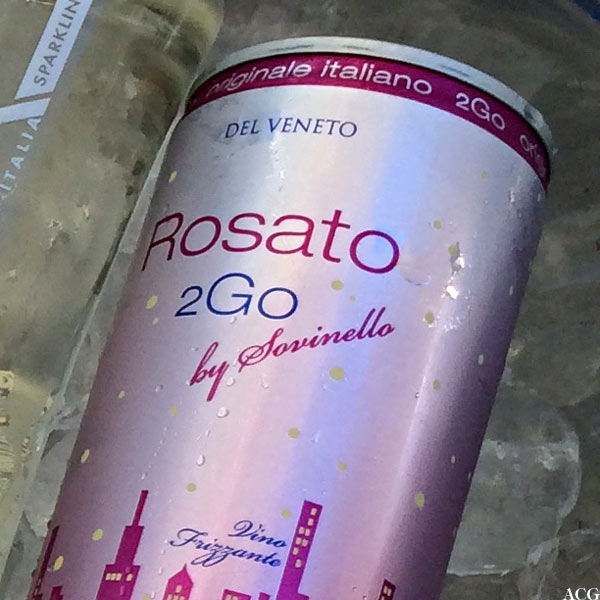 SPARKLIN
ITALIA
originale italiano 2Go
DEL VENETO
Rosato
2Go
by Sovinello
Vino
Frizzante
ACG